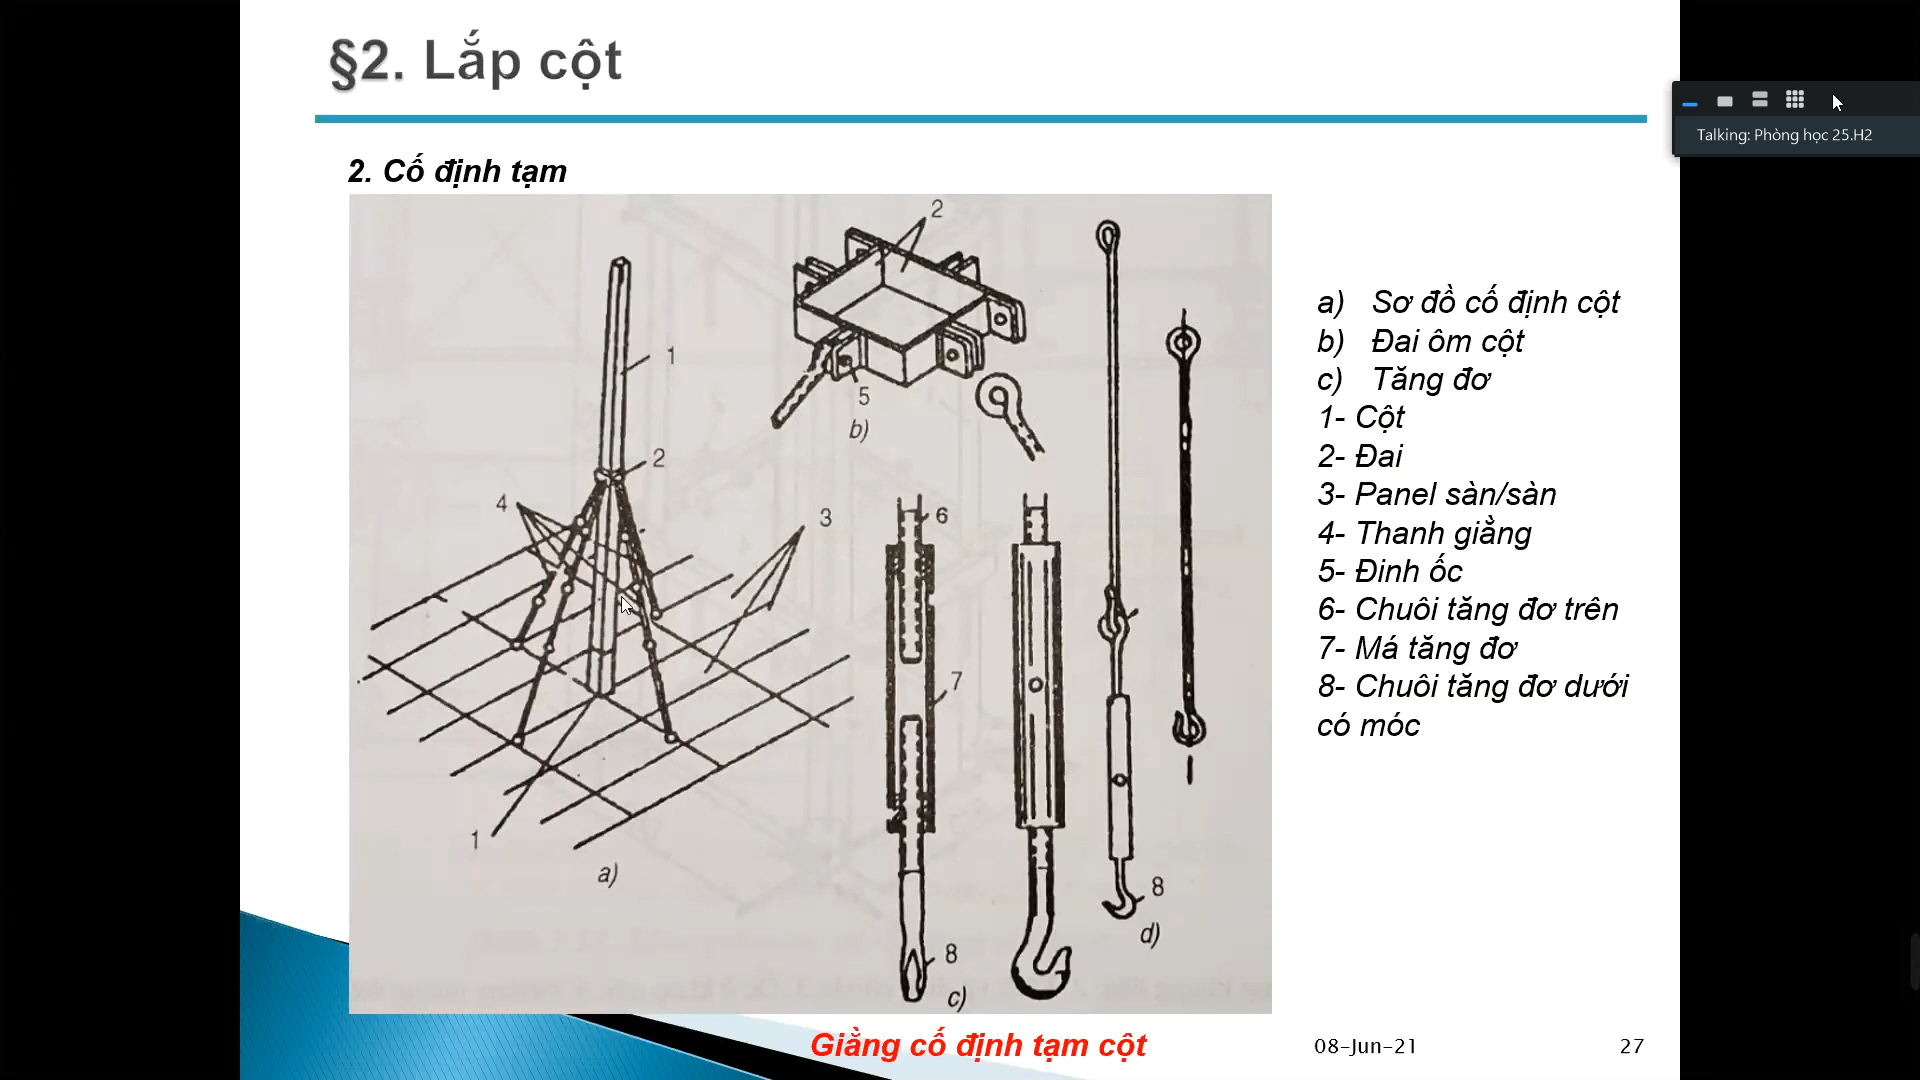 §2. Lắp cột
Talking: Phòng học 25.H2
2. Cố định tạm
2
1
5
b)
2
4
3
6
7
1
a)
8
8
d)
c)
a) Sơ đồ cố định cột
b) Đai ôm cột
c) Tăng đơ
1- Cột
2- Đai
3- Panel sàn/sàn
4- Thanh giằng
5- Đinh ốc
6- Chuôi tăng đơ trên
7- Má tăng đơ
8- Chuôi tăng đơ dưới
có móc
Giằng cố định tạm cột
08-Jun-21
27